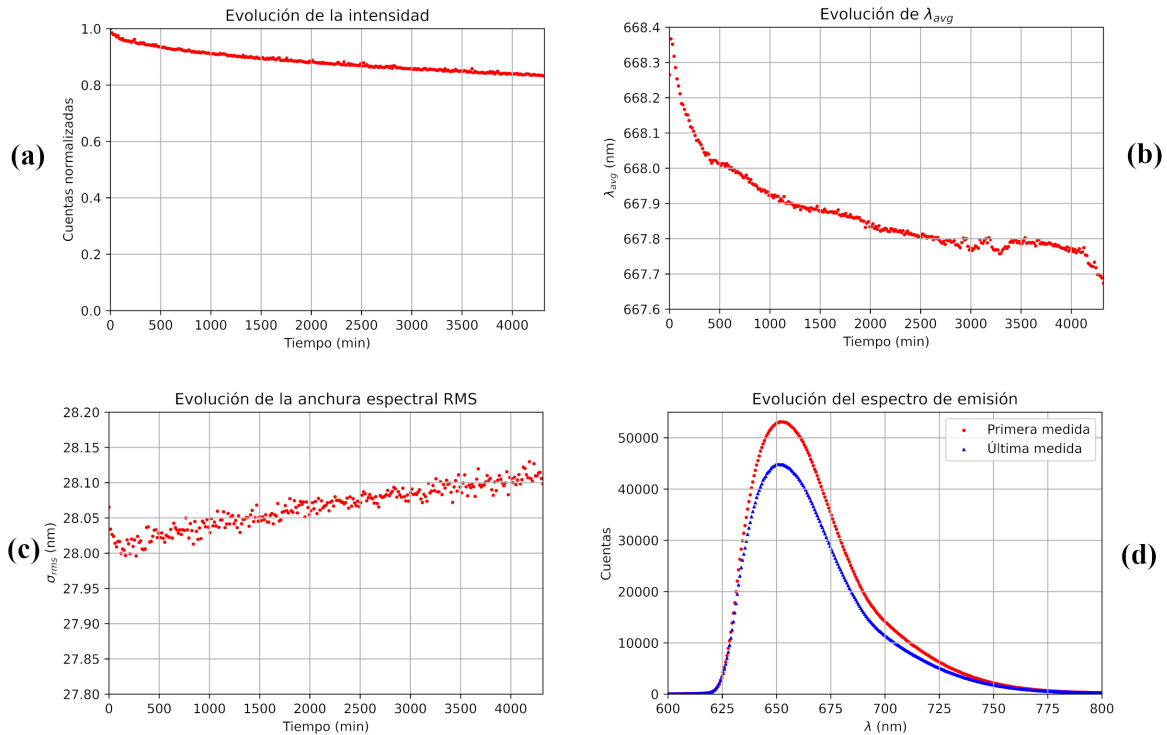 Evolución de la intensidad
1.0
0.8
0.6
0.4
0.2
0.0
Cuentas normalizadas
0 500 1000 1500 2000 2500 3000 3500 4000
Tiempo (min)
(a)
Evolución de λavg
668.4
668.3
668.2
668.1
668.0
667.9
667.8
667.7
667.6
λavg (nm)
0 500 1000 1500 2000 2500 3000 3500 4000
Tiempo (min)
(b)
Evolución de la anchura espectral RMS
28.20
28.15
28.10
28.05
28.00
27.95
27.90
27.85
27.80
σrms (nm)
0 500 1000 1500 2000 2500 3000 3500 4000
Tiempo (min)
(c)
Evolución del espectro de emisión
Primera medida
Última medida
50000
40000
30000
20000
10000
0
Cuentas
600 625 650 675 700 725 750 775 800
λ (nm)
(d)